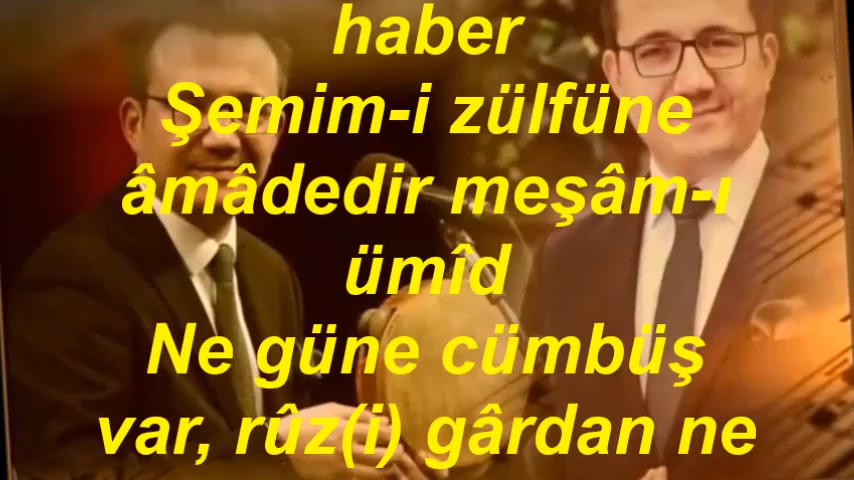 haber
Şemim-i zülfüne
âmâdedir meşâm-ı
ümîd
Ne güne cümbüş
var, rûz(i) gârdan ne